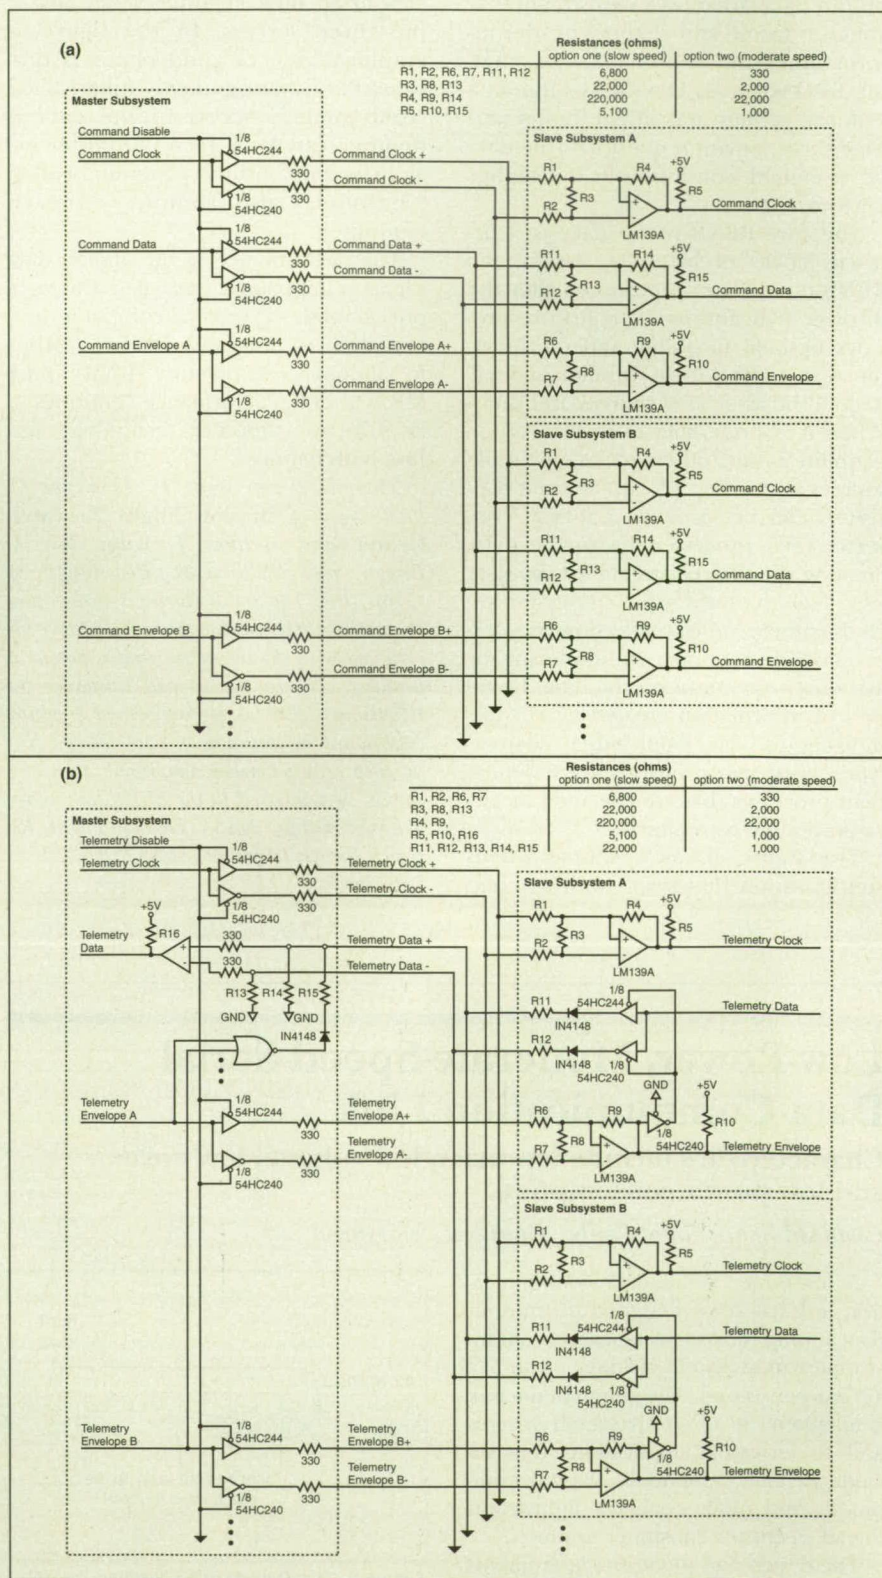 (a)
Resistances (ohms)
option one (slow speed) option two (moderate speed)
R1, R2, R6, R7, R11, R12 6,800 330
R3, R8, R13 22,000 2,000
R4, R9, R14 220,000 22,000
R5, R10, R15 5,100 1,000
Master Subsystem
Command Disable
1/8
54HC244
Command Clock
330
Command Clock +
330
Command Clock -
1/8
54HC240
1/8
54HC244
Command Data
330
Command Data +
330
Command Data -
1/8
54HC240
1/8
54HC244
Command Envelope A
330
Command Envelope A+
Command Envelope A-
1/8
54HC240
330
1/8
54HC244
Command Envelope B
330
Command Envelope B+
Command Envelope B-
1/8
54HC240
330
Slave Subsystem A
+5V
R1
R4
R5
R3
R2
+
-
LM139A
Command Clock
+5V
R11
R14
R15
R13
R12
+
-
LM139A
Command Data
+5V
R6
R9
R10
R8
R7
+
-
LM139A
Command Envelope
Slave Subsystem B
+5V
R1
R4
R5
R3
R2
+
-
LM139A
Command Clock
+5V
R11
R14
R15
R13
R12
+
-
LM139A
Command Data
+5V
R6
R9
R10
R8
R7
+
-
LM139A
Command Envelope
(b)
Resistances (ohms)
option one (slow speed) option two (moderate speed)
R1, R2, R6, R7 6,800 330
R3, R8, R13 22,000 2,000
R4, R9, 220,000 22,000
R5, R10, R16 5,100 1,000
R11, R12, R13, R14, R15 22,000 1,000
Master Subsystem
Telemetry Disable
1/8
54HC244
Telemetry Clock
330
Telemetry Clock +
330
Telemetry Clock -
1/8
54HC240
+5V
R16
Telemetry
Data
+
-
330
330
Telemetry Data +
Telemetry Data -
R13
R14
R15
GND
GND
IN4148
1/8
54HC244
Telemetry
Envelope A
330
Telemetry
Envelope A+
Telemetry
Envelope A-
1/8
54HC240
330
1/8
54HC244
Telemetry
Envelope B
330
Telemetry
Envelope B+
Telemetry
Envelope B-
1/8
54HC240
330
Slave Subsystem A
+5V
R1
R4
R5
R3
R2
+
-
LM139A
Telemetry Clock
1/8
54HC244
R11
IN4148
Telemetry Data
R12
IN4148
1/8
54HC240
GND
+5V
R6
R9
R10
R8
R7
+
-
1/8
54HC240
LM139A
Telemetry Envelope
Slave Subsystem B
+5V
R1
R4
R5
R3
R2
+
-
LM139A
Telemetry Clock
1/8
54HC244
R11
IN4148
Telemetry Data
R12
IN4148
1/8
54HC240
GND
+5V
R6
R9
R10
R8
R7
+
-
1/8
54HC240
LM139A
Telemetry Envelope